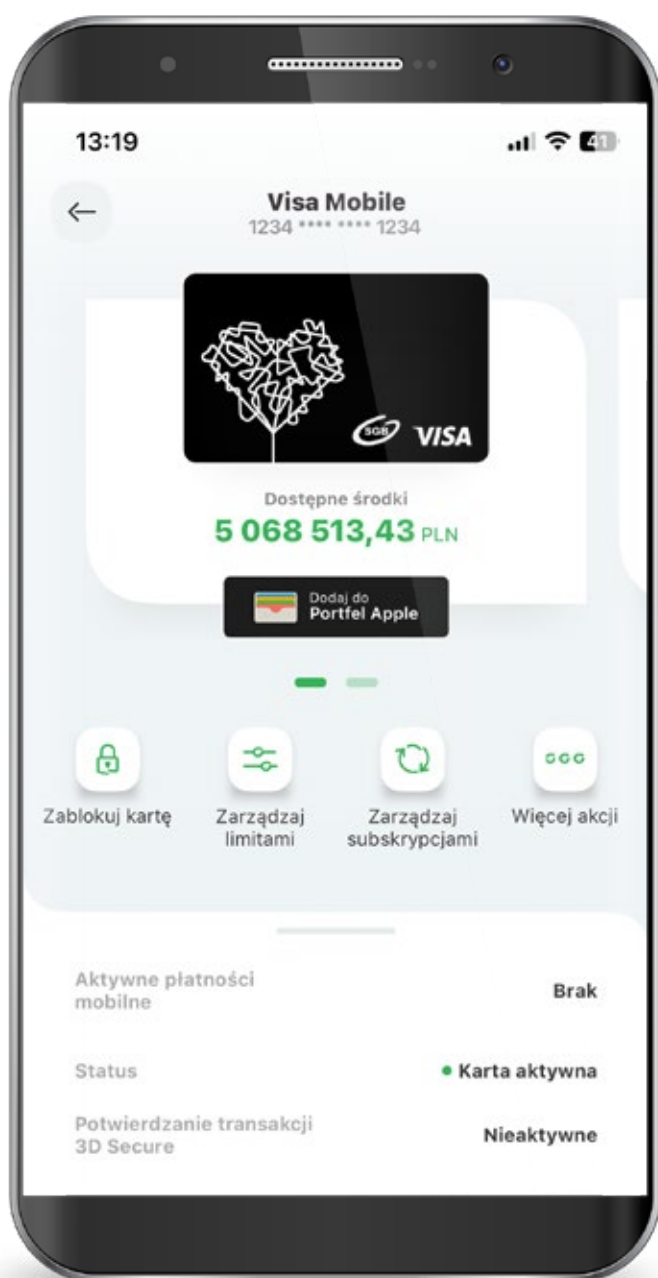 13:19
41
Visa Mobile
1234 **** **** 1234
SGB VISA
Dostępne środki
5 068 513,43 PLN
Dodaj do
Portfel Apple
Zablokuj kartę
Zarządzaj
limitami
Zarządzaj
subskrypcjami
Więcej akcji
Aktywne płatności
mobilne
Brak
Status
Karta aktywna
Potwierdzanie transakcji
3D Secure
Nieaktywne